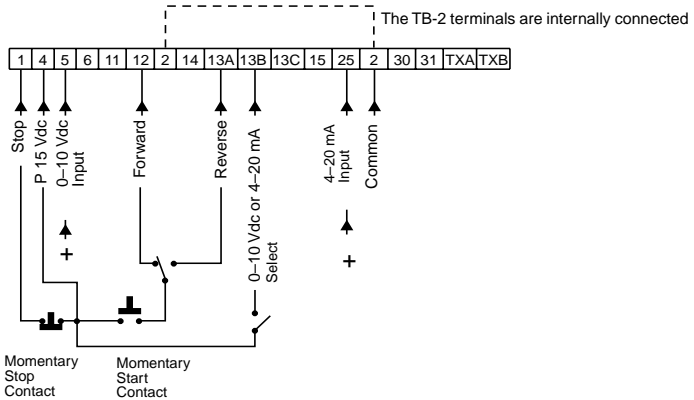 The TB-2 terminals are internally connected
1 4 5 6 11 12 2 14 13A 13B 13C 15 25 2 30 31 TXA TXB
Stop
P 15 Vdc
0–10 Vdc
Input
Forward
Reverse
0–10 Vdc or 4–20 mA
Select
4–20 mA
Input
Common
+
+
Momentary
Stop
Contact
Momentary
Start
Contact